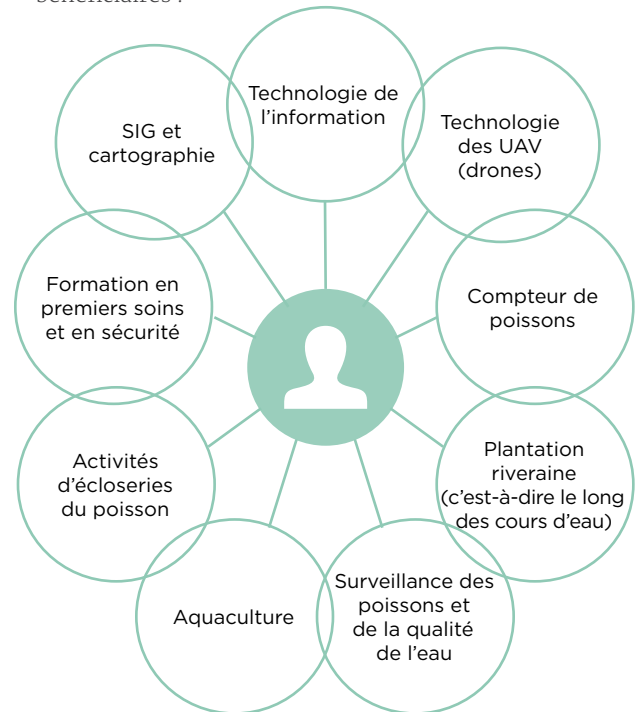 bénéficiaires :
Technologie de
l'information
Technologie
des UAV
(drones)
Compteur de
poissons
Plantation
riveraine
(c'est-à-dire le long
des cours d'eau)
Surveillance des
poissons et
de la qualité
de l'eau
Aquaculture
Activités
d'écloseries
du poisson
Formation en
premiers soins
et en sécurité
SIG et
cartographie